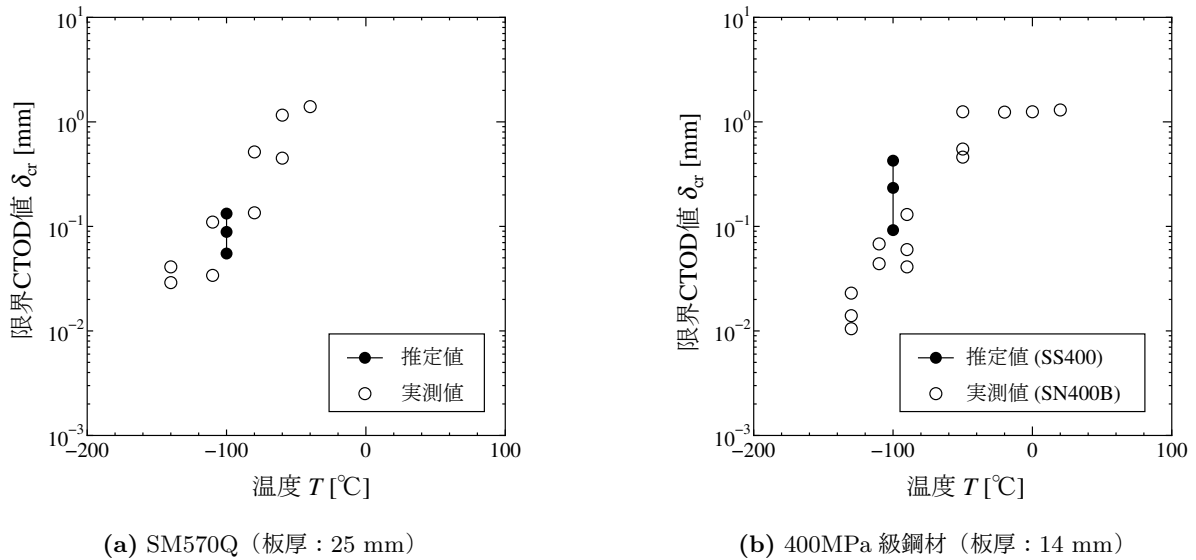 10^1
10^0
10^-1
10^-2
10^-3
限界CTOD値 δcr [mm]
推定値
実測値
−200 −100 0 100
温度 T [℃]
(a) SM570Q（板厚：25 mm）
10^1
10^0
10^-1
10^-2
10^-3
限界CTOD値 δcr [mm]
推定値 (SS400)
実測値 (SN400B)
−200 −100 0 100
温度 T [℃]
(b) 400MPa 級鋼材（板厚：14 mm）